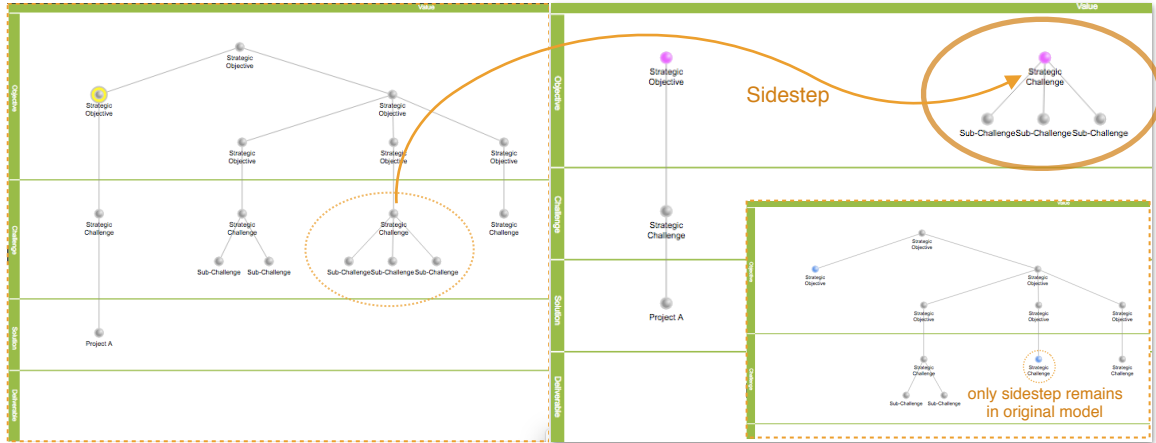 Value
Objective
Strategic
Objective
Strategic
Objective
Strategic
Objective
Strategic
Objective
Strategic
Objective
Strategic
Objective
Challenge
Strategic
Challenge
Strategic
Challenge
Strategic
Challenge
Strategic
Challenge
Sub-Challenge
Sub-Challenge
Sub-Challenge
Sub-Challenge
Sub-Challenge
Solution
Project A
Deliverable
Value
Objective
Strategic
Objective
Sidestep
Strategic
Challenge
Sub-Challenge
Sub-Challenge
Sub-Challenge
Challenge
Strategic
Challenge
Solution
Project A
Deliverable
Value
Objective
Strategic
Objective
Strategic
Objective
Strategic
Objective
Strategic
Objective
Strategic
Objective
Strategic
Objective
Challenge
Strategic
Challenge
Strategic
Challenge
Strategic
Challenge
Sub-Challenge
Sub-Challenge
only sidestep remains
in original model